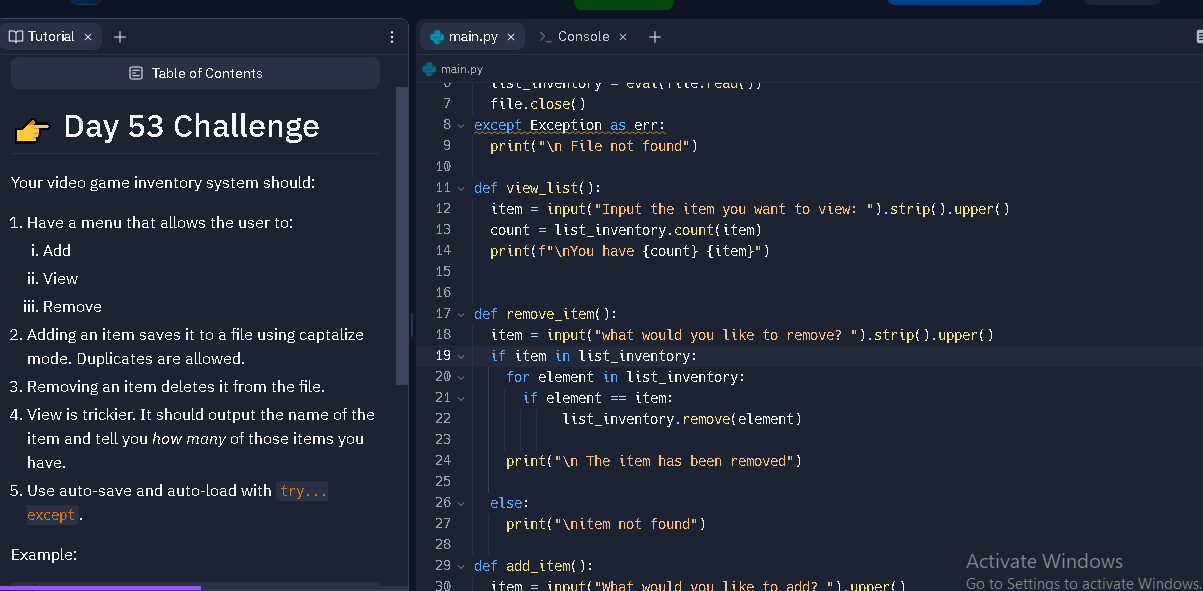 Tutorial
main.py
Console
Table of Contents
main.py
Day 53 Challenge
Your video game inventory system should:
1. Have a menu that allows the user to:
i. Add
ii. View
iii. Remove
2. Adding an item saves it to a file using captalize
mode. Duplicates are allowed.
3. Removing an item deletes it from the file.
4. View is trickier. It should output the name of the
item and tell you how many of those items you
have.
5. Use auto-save and auto-load with try...
except.
Example:
6 list_inventory = eval(file.read())
7 file.close()
8 except Exception as err:
9 print("\n File not found")
10
11 def view_list():
12 item = input("Input the item you want to view: ").strip().upper()
13 count = list_inventory.count(item)
14 print(f"\nYou have {count} {item}")
15
16
17 def remove_item():
18 item = input("what would you like to remove? ").strip().upper()
19 if item in list_inventory:
20 for element in list_inventory:
21 if element == item:
22 list_inventory.remove(element)
23
24 print("\n The item has been removed")
25
26 else:
27 print("\nitem not found")
28
29 def add_item():
30 item = input("What would you like to add? ").upper()
Activate Windows
Go to Settings to activate Windows.